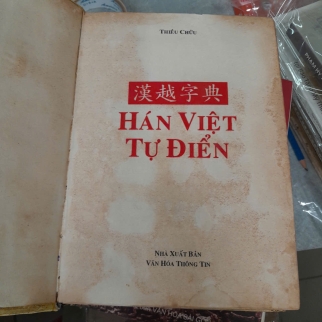 THIỀU CHỬU
漢越字典
HÁN VIỆT
TỰ ĐIỂN
NHÀ XUẤT BẢN
VĂN HÓA THÔNG TIN